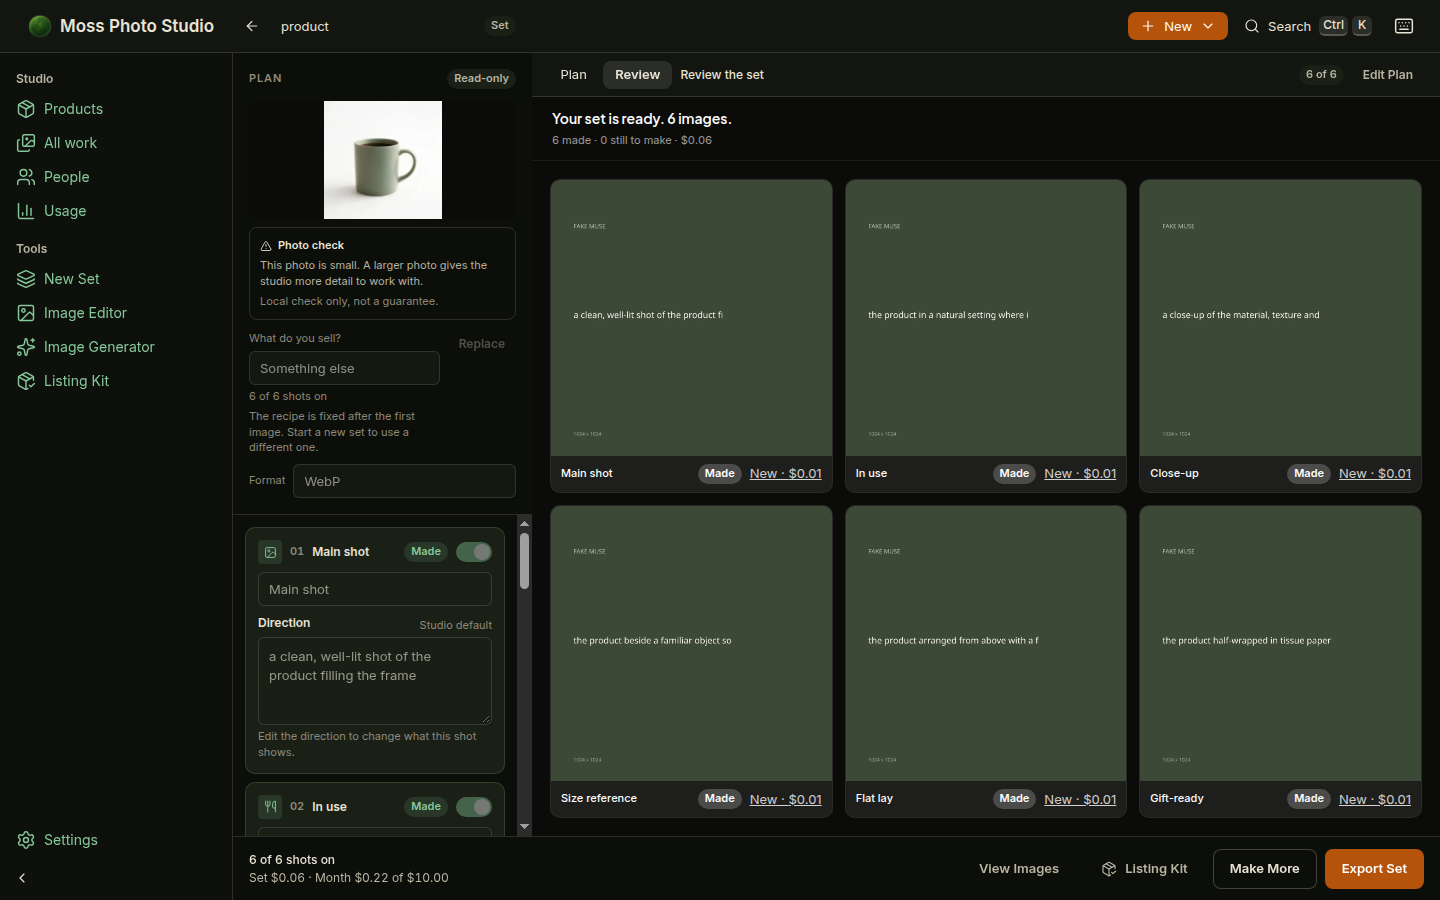 Moss Photo Studio
product
Set
New
Search
Ctrl
K
Studio
Products
All work
People
Usage
Tools
New Set
Image Editor
Image Generator
Listing Kit
Settings
PLAN
Read-only
Photo check
This photo is small. A larger photo gives the
studio more detail to work with.
Local check only, not a guarantee.
What do you sell?
Replace
Something else
6 of 6 shots on
The recipe is fixed after the first
image. Start a new set to use a
different one.
Format
WebP
01 Main shot
Made
Main shot
Direction
Studio default
a clean, well-lit shot of the
product filling the frame
Edit the direction to change what this shot
shows.
02 In use
Made
Plan
Review
Review the set
6 of 6
Edit Plan
Your set is ready. 6 images.
6 made · 0 still to make · $0.06
FAKE MUSE
a clean, well-lit shot of the product fi
1024 x 1024
Main shot
Made
New · $0.01
FAKE MUSE
the product in a natural setting where i
1024 x 1024
In use
Made
New · $0.01
FAKE MUSE
a close-up of the material, texture and
1024 x 1024
Close-up
Made
New · $0.01
FAKE MUSE
the product beside a familiar object so
1024 x 1024
Size reference
Made
New · $0.01
FAKE MUSE
the product arranged from above with a f
1024 x 1024
Flat lay
Made
New · $0.01
FAKE MUSE
the product half-wrapped in tissue paper
1024 x 1024
Gift-ready
Made
New · $0.01
6 of 6 shots on
Set $0.06 · Month $0.22 of $10.00
View Images
Listing Kit
Make More
Export Set